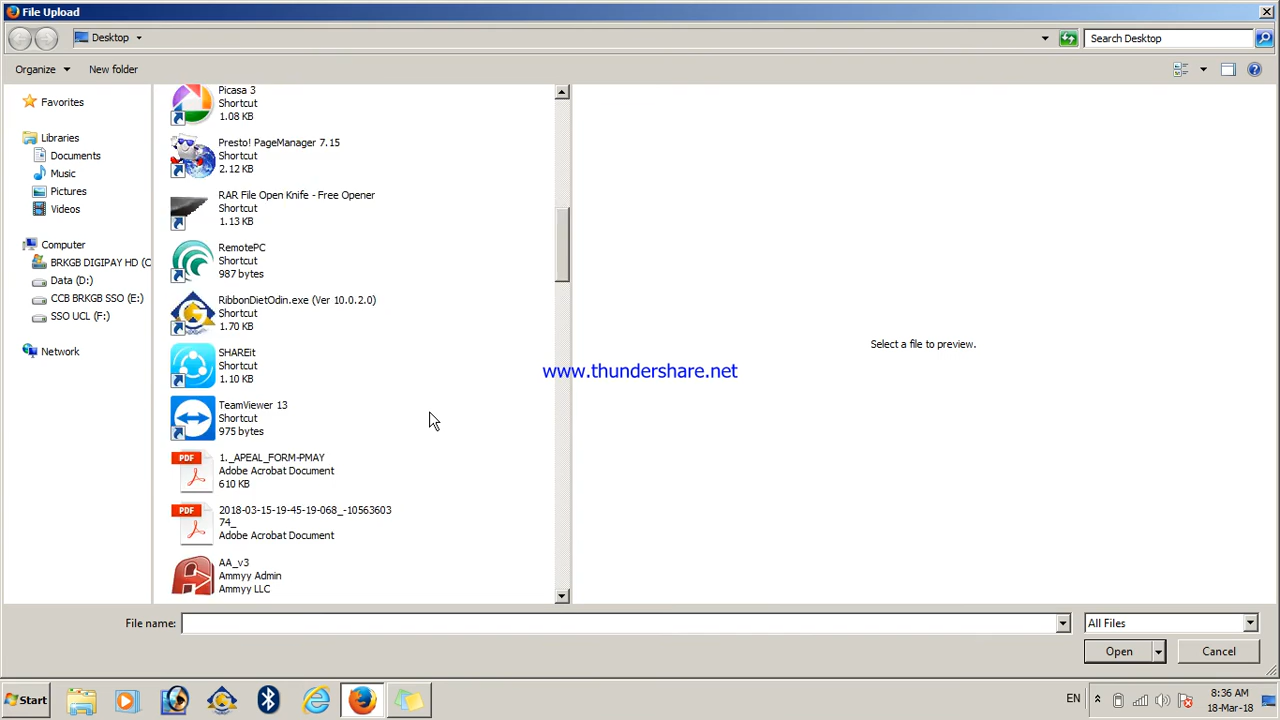 File Upload
Desktop
Search Desktop
Organize
New folder
Favorites
Libraries
Documents
Music
Pictures
Videos
Computer
BRKGB DIGIPAY HD (C
Data (D:)
CCB BRKGB SSO (E:)
SSO UCL (F:)
Network
Picasa 3
Shortcut
1.08 KB
Presto! PageManager 7.15
Shortcut
2.12 KB
RAR File Open Knife - Free Opener
Shortcut
1.13 KB
RemotePC
Shortcut
987 bytes
RibbonDietOdin.exe (Ver 10.0.2.0)
Shortcut
1.70 KB
SHAREit
Shortcut
1.10 KB
TeamViewer 13
Shortcut
975 bytes
PDF
1._APEAL_FORM-PMAY
Adobe Acrobat Document
610 KB
PDF
2018-03-15-19-45-19-068_-10563603
74_
Adobe Acrobat Document
AA_v3
Ammyy Admin
Ammyy LLC
Select a file to preview.
www.thundershare.net
File name:
All Files
Open
Cancel
Start
EN
8:36 AM
18-Mar-18